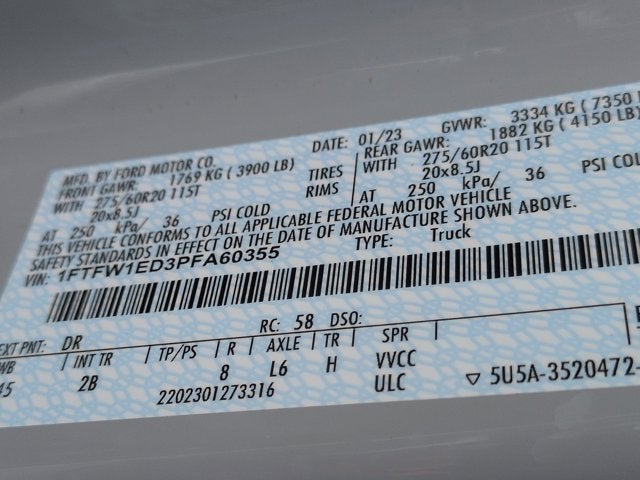 MFD. BY FORD MOTOR CO.
DATE: 01/23 GVWR: 3334 KG ( 7350
FRONT GAWR: 1769 KG ( 3900 LB)
REAR GAWR: 1882 KG ( 4150 LB)
WITH 275/60R20 115T TIRES WITH 275/60R20 115T
20x8.5J RIMS 20x8.5J
AT 250 kPa/ 36 PSI COLD AT 250 kPa/ 36 PSI COL
THIS VEHICLE CONFORMS TO ALL APPLICABLE FEDERAL MOTOR VEHICLE
SAFETY STANDARDS IN EFFECT ON THE DATE OF MANUFACTURE SHOWN ABOVE.
VIN: 1FTFW1ED3PFA60355 TYPE: Truck
EXT PNT: DR RC: 58 DSO:
WB INT TR TP/PS R AXLE TR SPR
45 2B 8 L6 H VVCC
2202301273316 ULC ▽ 5U5A-3520472-